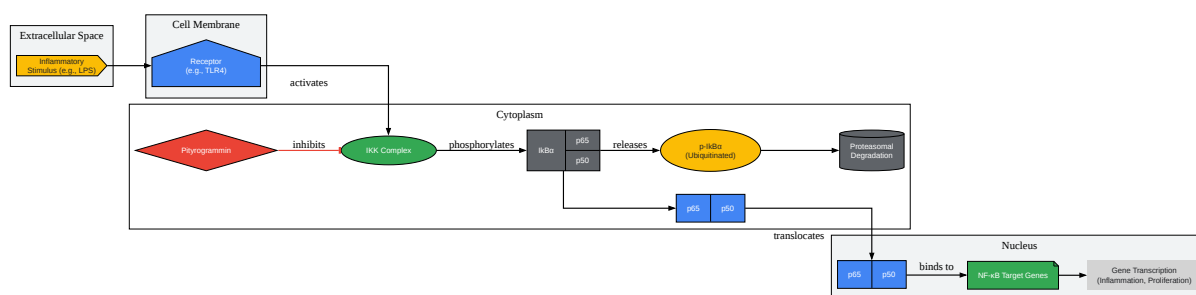 Extracellular Space
Inflammatory
Stimulus (e.g., LPS)
Cell Membrane
Receptor
(e.g., TLR4)
activates
Cytoplasm
Pityrogrammin
inhibits
IKK Complex
phosphorylates
IkBα
p65
p50
releases
p-IkBα
(Ubiquitinated)
Proteasomal
Degradation
p65
p50
translocates
Nucleus
p65
p50
binds to
NF-κB Target Genes
Gene Transcription
(Inflammation, Proliferation)